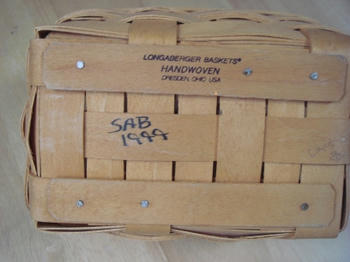 LONGABERGER BASKETS®
HANDWOVEN
DRESDEN, OHIO USA
SAB
1999